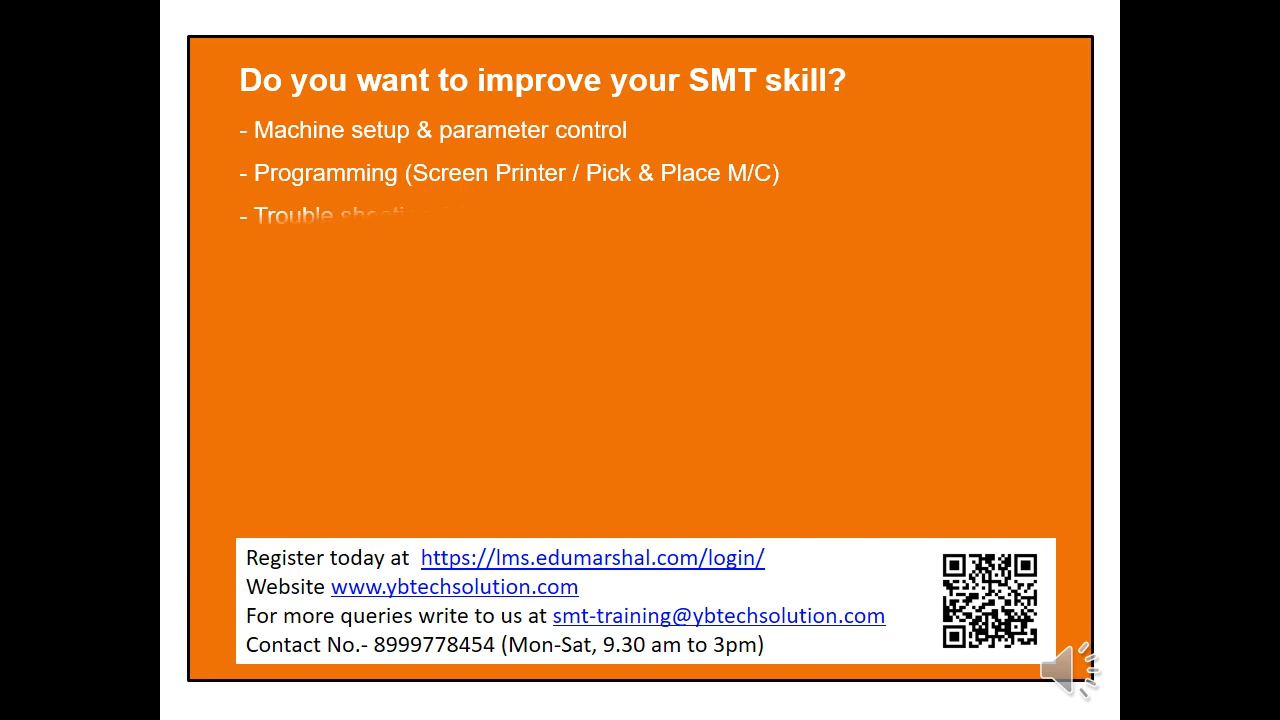 Do you want to improve your SMT skill?
- Machine setup & parameter control
- Programming (Screen Printer / Pick & Place M/C)
- Trouble
Register today at https://lms.edumarshal.com/login/
Website www.ybtechsolution.com
For more queries write to us at smt-training@ybtechsolution.com
Contact No.- 8999778454 (Mon-Sat, 9.30 am to 3pm)